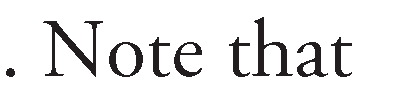 . Note that